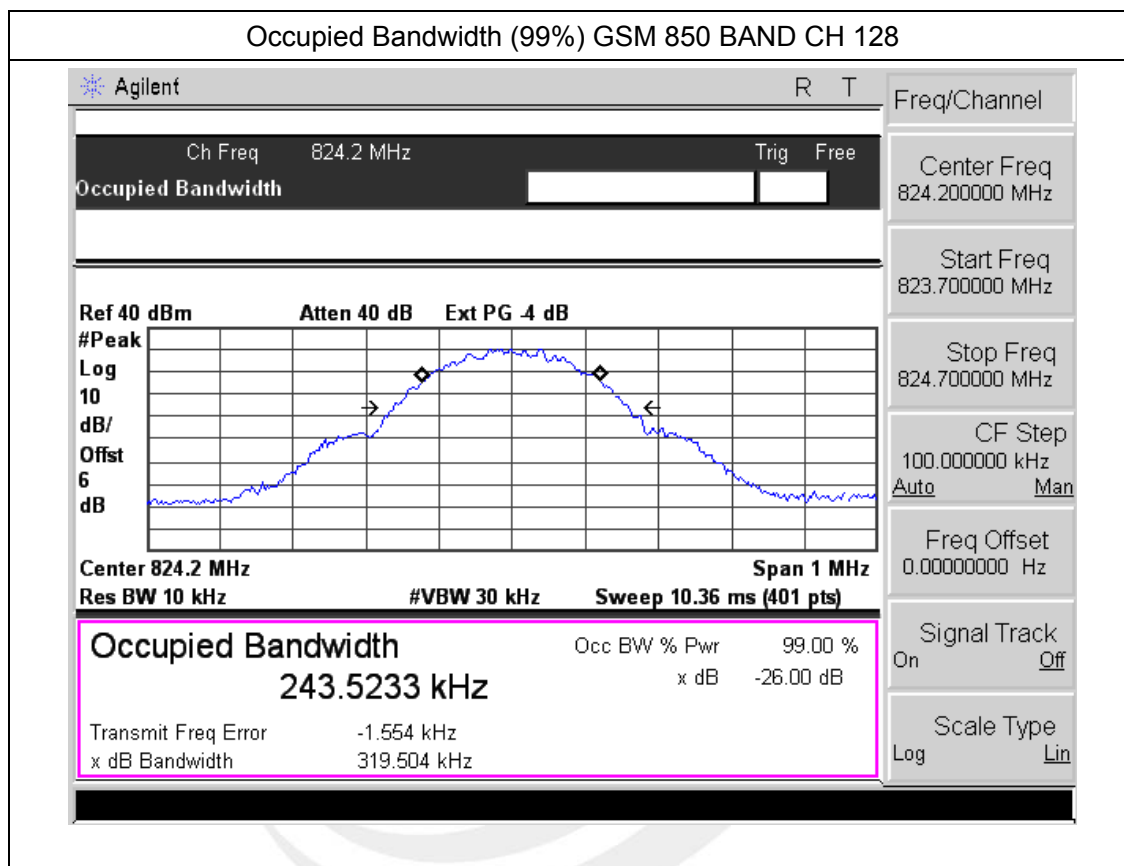 Occupied Bandwidth (99%) GSM 850 BAND CH 128
Agilent R T
Freq/Channel
Ch Freq 824.2 MHz Trig Free
Occupied Bandwidth
Center Freq
824.200000 MHz
Start Freq
823.700000 MHz
Stop Freq
824.700000 MHz
CF Step
100.000000 kHz
Auto Man
Freq Offset
0.00000000 Hz
Signal Track
On Off
Scale Type
Log Lin
Ref 40 dBm Atten 40 dB Ext PG -4 dB
#Peak
Log
10
dB/
Offst
6
dB
Center 824.2 MHz Span 1 MHz
Res BW 10 kHz #VBW 30 kHz Sweep 10.36 ms (401 pts)
Occupied Bandwidth
243.5233 kHz
Occ BW % Pwr 99.00 %
x dB -26.00 dB
Transmit Freq Error -1.554 kHz
x dB Bandwidth 319.504 kHz